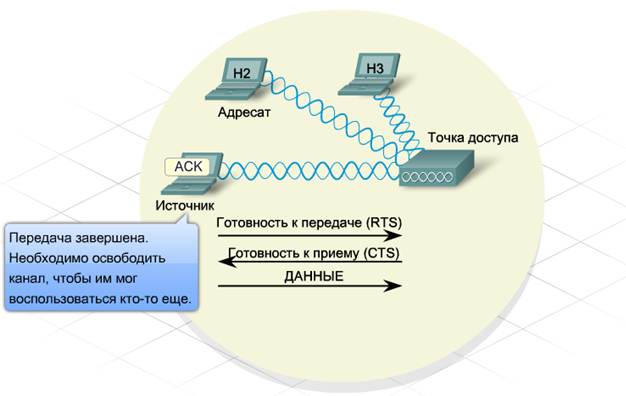 H2
H3
Адресат
Точка доступа
ACK
Источник
Готовность к передаче (RTS)
Передача завершена.
Необходимо освободить
канал, чтобы им мог
воспользоваться кто-то еще.
Готовность к приему (CTS)
ДАННЫЕ